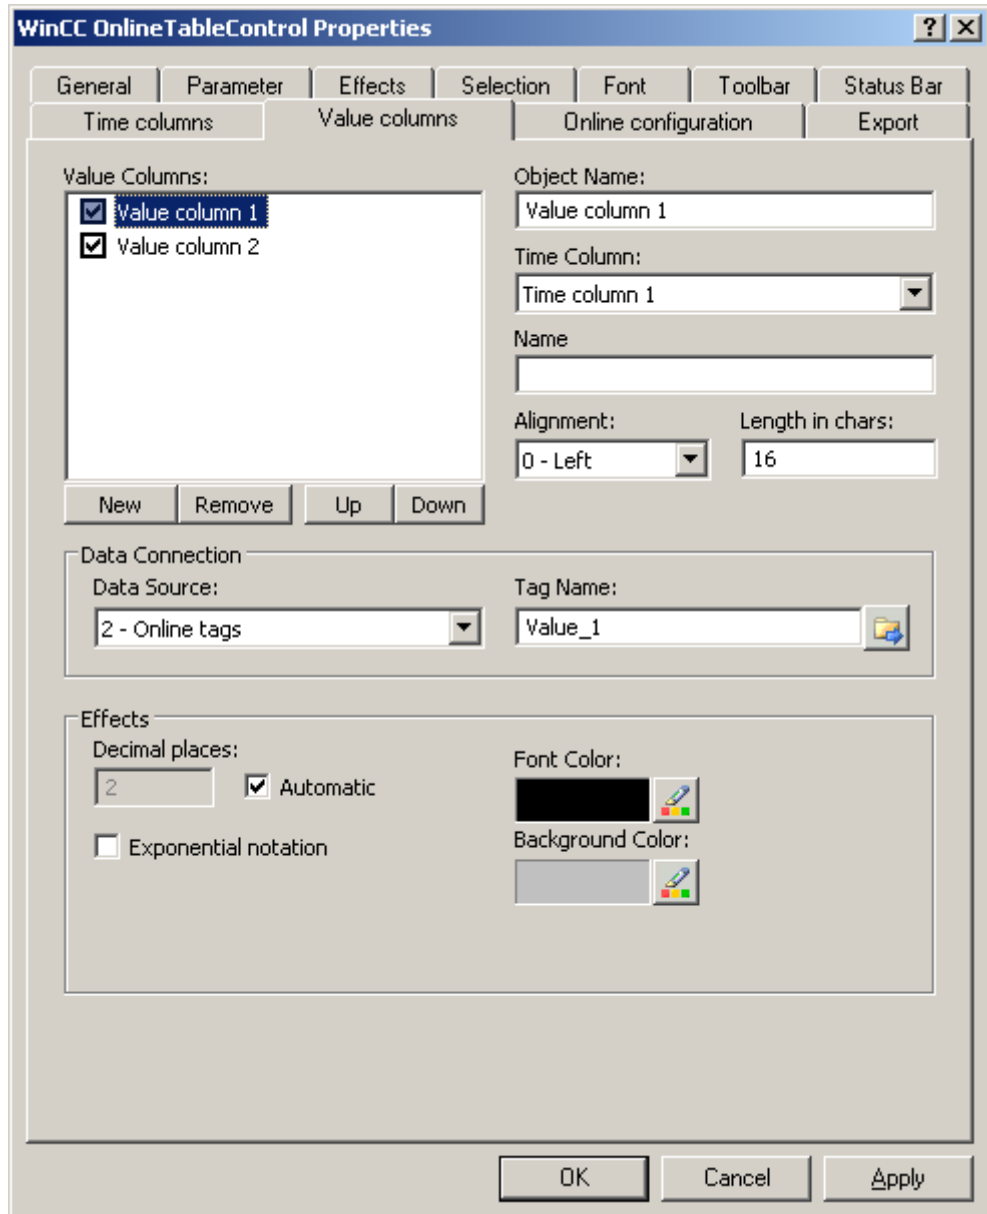 WinCC OnlineTableControl Properties
General Parameter Effects Selection Font Toolbar Status Bar
Time columns Value columns Online configuration Export
Value Columns:
Value column 1
Value column 2
New Remove Up Down
Object Name:
Value column 1
Time Column:
Time column 1
Name
Alignment: Length in chars:
0 - Left 16
Data Connection
Data Source: Tag Name:
2 - Online tags Value_1
Effects
Decimal places:
2 Automatic
Exponential notation
Font Color:
Background Color:
OK Cancel Apply